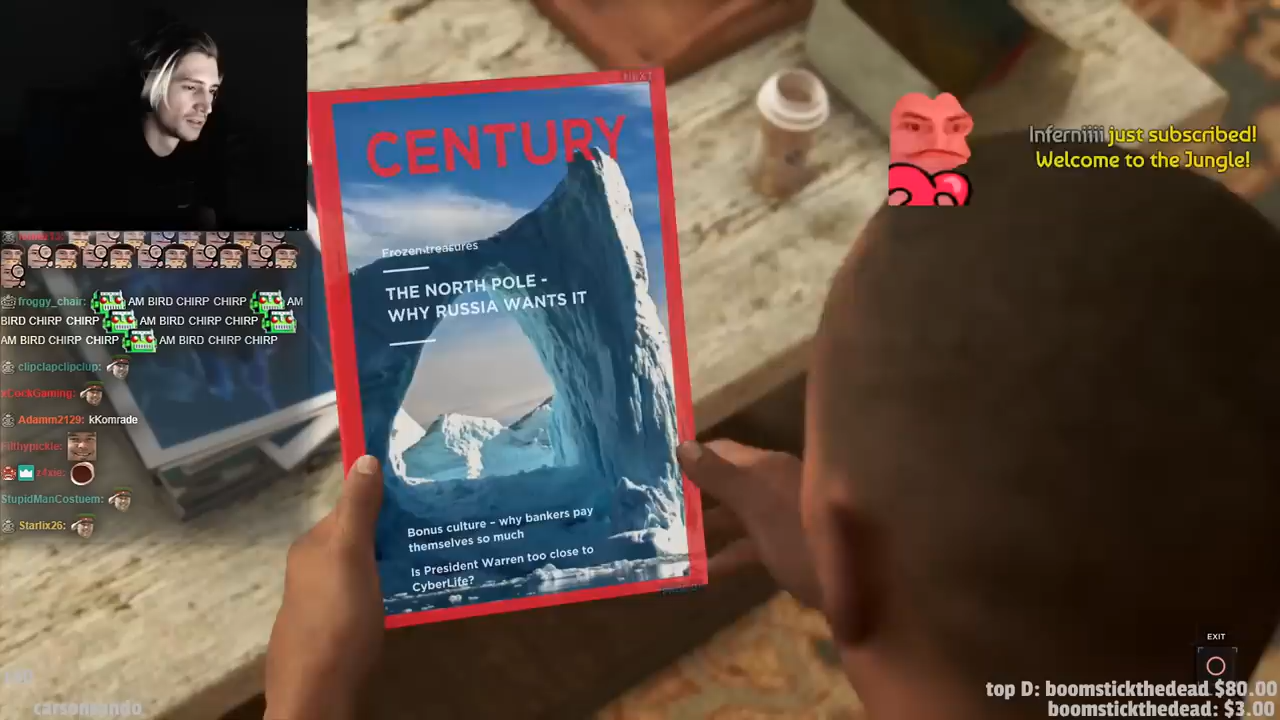 NEXT
CENTURY
Frozen treasures
THE NORTH POLE -
WHY RUSSIA WANTS IT
Bonus culture – why bankers pay
themselves so much
Is President Warren too close to
CyberLife?
Inferniiii just subscribed!
Welcome to the Jungle!
froggy_chair: AM BIRD CHIRP CHIRP AM
BIRD CHIRP CHIRP AM BIRD CHIRP CHIRP
AM BIRD CHIRP CHIRP AM BIRD CHIRP CHIRP
clipclapclipclup:
xCockGaming:
Adamm2129: kKomrade
Filthypickle:
z4xie:
StupidManCostuem:
Starlix26:
EXIT
top D: boomstickthedead $80.00
boomstickthedead: $3.00